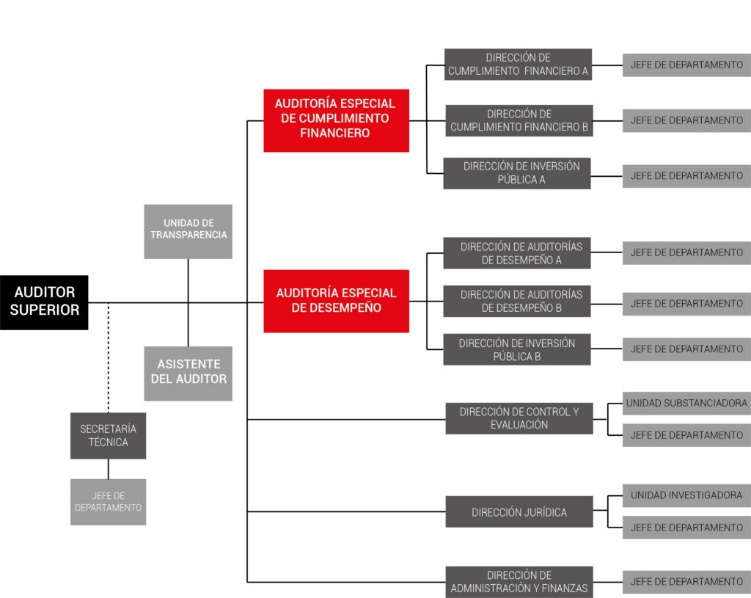 AUDITOR
SUPERIOR
UNIDAD DE
TRANSPARENCIA
ASISTENTE
DEL AUDITOR
SECRETARÍA
TÉCNICA
JEFE DE
DEPARTAMENTO
AUDITORÍA ESPECIAL
DE CUMPLIMIENTO
FINANCIERO
DIRECCIÓN DE
CUMPLIMIENTO FINANCIERO A
JEFE DE DEPARTAMENTO
DIRECCIÓN DE
CUMPLIMIENTO FINANCIERO B
JEFE DE DEPARTAMENTO
DIRECCIÓN DE INVERSIÓN
PÚBLICA A
JEFE DE DEPARTAMENTO
AUDITORÍA ESPECIAL
DE DESEMPEÑO
DIRECCIÓN DE AUDITORÍAS
DE DESEMPEÑO A
JEFE DE DEPARTAMENTO
DIRECCIÓN DE AUDITORÍAS
DE DESEMPEÑO B
JEFE DE DEPARTAMENTO
DIRECCIÓN DE INVERSIÓN
PÚBLICA B
JEFE DE DEPARTAMENTO
DIRECCIÓN DE CONTROL Y
EVALUACIÓN
UNIDAD SUBSTANCIADORA
JEFE DE DEPARTAMENTO
DIRECCIÓN JURÍDICA
UNIDAD INVESTIGADORA
JEFE DE DEPARTAMENTO
DIRECCIÓN DE
ADMINISTRACIÓN Y FINANZAS
JEFE DE DEPARTAMENTO